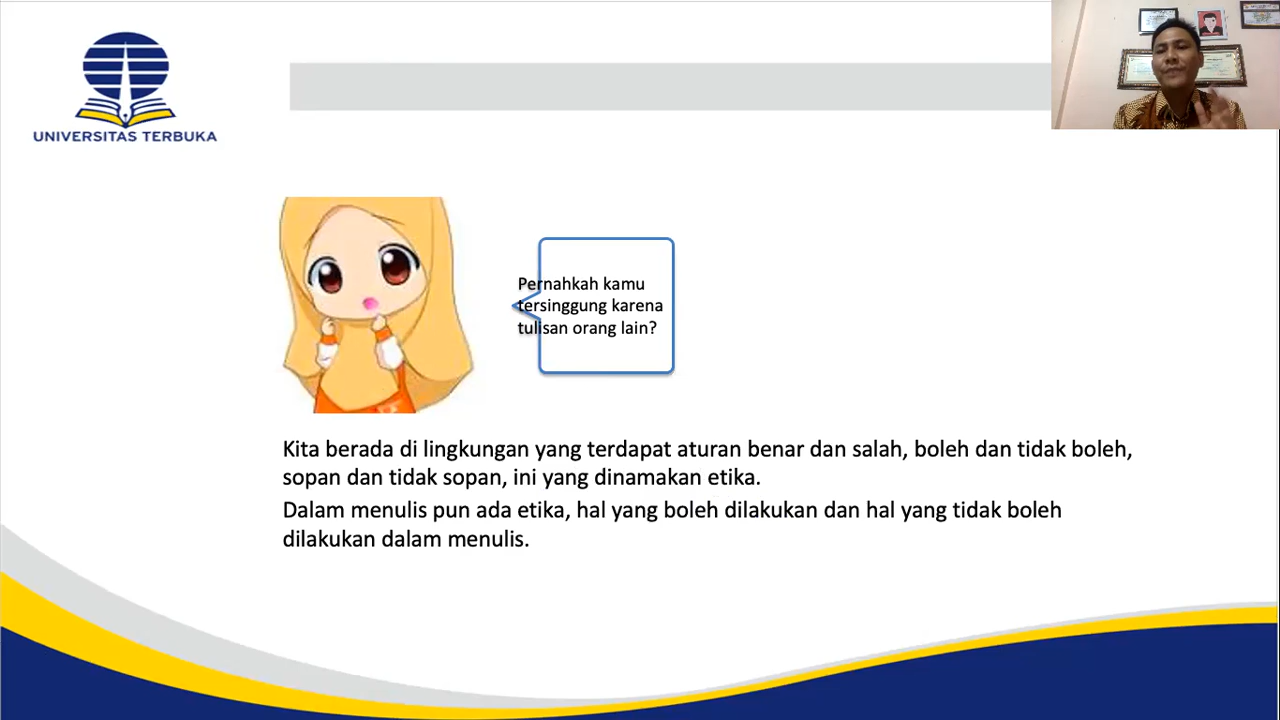 UNIVERSITAS TERBUKA
Pernahkah kamu
tersinggung karena
tulisan orang lain?
Kita berada di lingkungan yang terdapat aturan benar dan salah, boleh dan tidak boleh,
sopan dan tidak sopan, ini yang dinamakan etika.
Dalam menulis pun ada etika, hal yang boleh dilakukan dan hal yang tidak boleh
dilakukan dalam menulis.